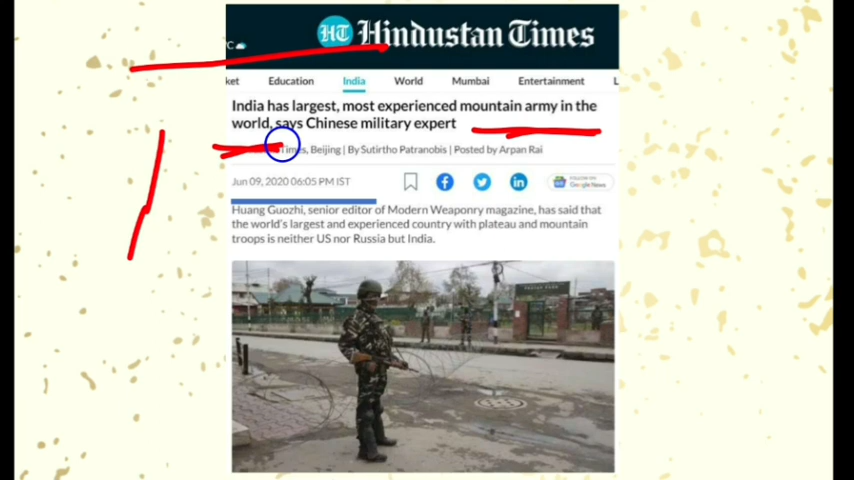 HT Hindustan Times
°C
ket Education India World Mumbai Entertainment L
India has largest, most experienced mountain army in the
world, says Chinese military expert
Times, Beijing | By Sutirtho Patranobis | Posted by Arpan Rai
Jun 09, 2020 06:05 PM IST
FOLLOW ON
Google News
Huang Guozhi, senior editor of Modern Weaponry magazine, has said that
the world's largest and experienced country with plateau and mountain
troops is neither US nor Russia but India.